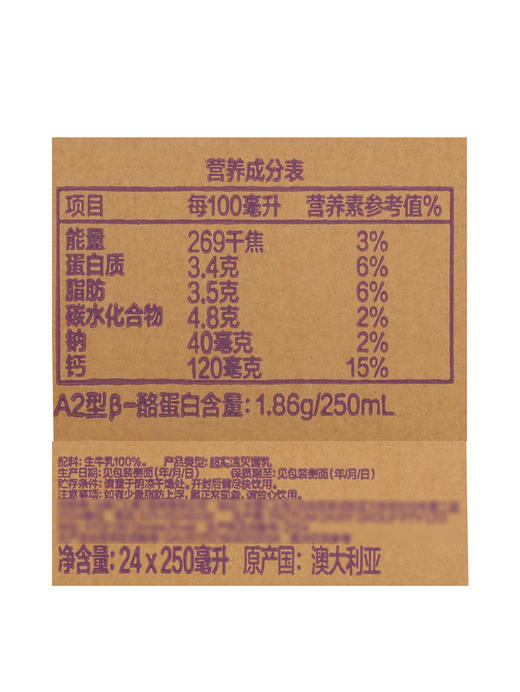 营养成分表
项目 每100毫升 营养素参考值%
能量 269千焦 3%
蛋白质 3.4克 6%
脂肪 3.5克 6%
碳水化合物 4.8克 2%
钠 40毫克 2%
钙 120毫克 15%
A2型β-酪蛋白含量：1.86g/250mL
配料：生牛乳100%。 产品类型：超高温灭菌乳
生产日期：见包装侧面（年/月/日） 保质期至：见包装侧面（年/月/日）
贮存条件：请置于阴凉干燥处。开封后请尽快饮用。
注意事项：如有少量脂肪上浮，属正常现象，请放心饮用。
净含量：24 x 250毫升 原产国：澳大利亚